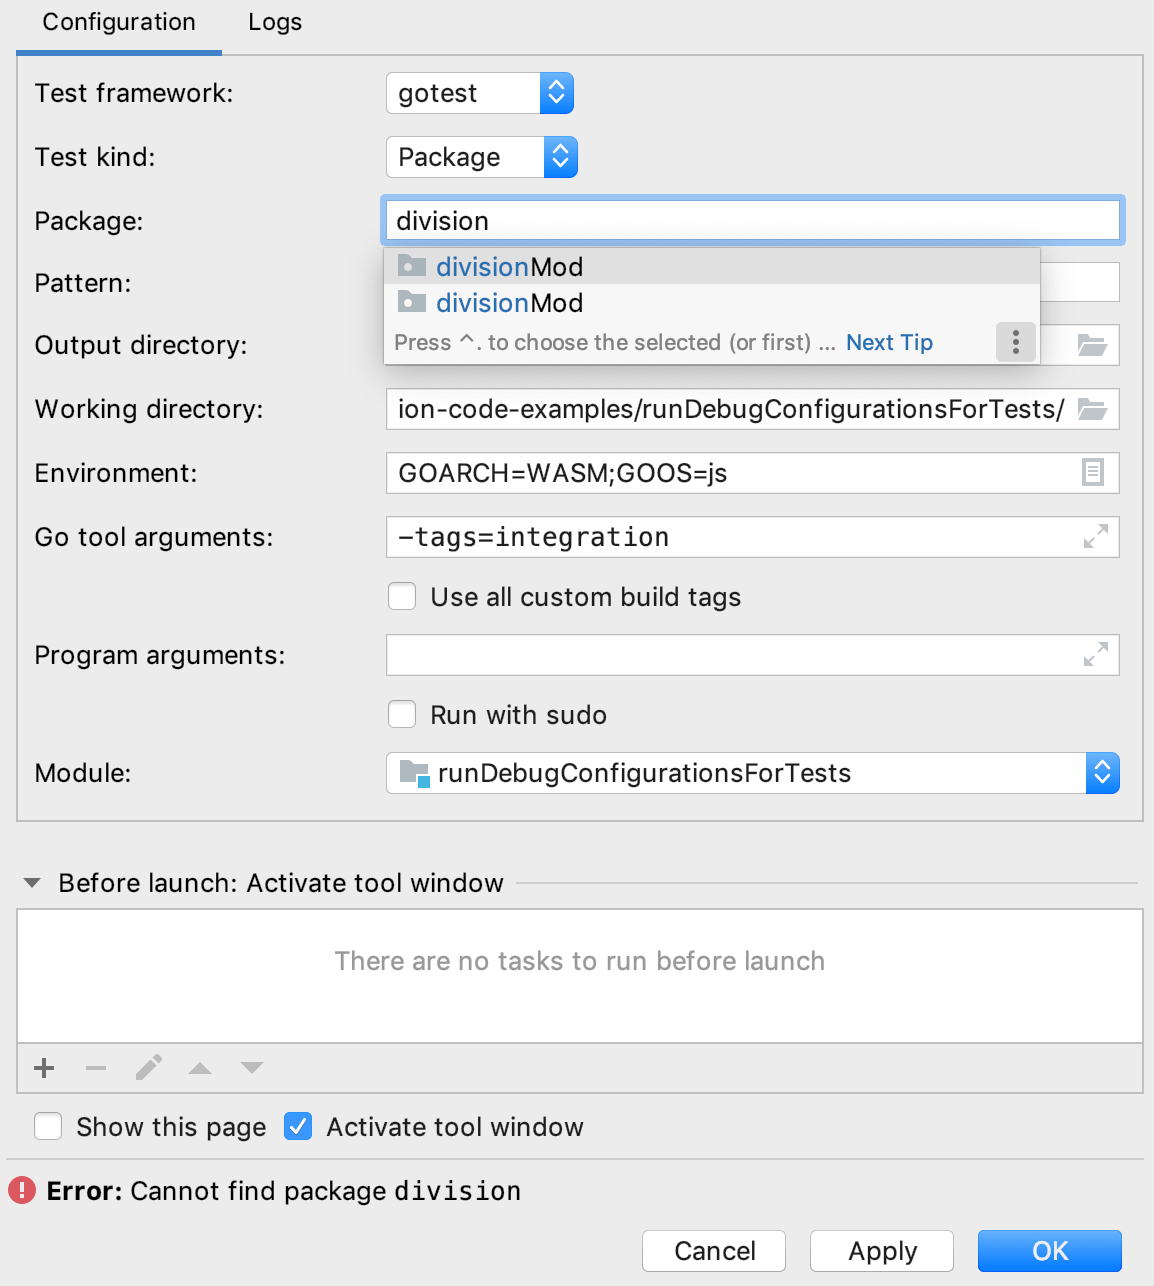 Configuration Logs
Test framework: gotest
Test kind: Package
Package: division
divisionMod
Pattern:
divisionMod
Press ^. to choose the selected (or first) ... Next Tip
Output directory:
Working directory: ion-code-examples/runDebugConfigurationsForTests/
Environment: GOARCH=WASM;GOOS=js
Go tool arguments: -tags=integration
Use all custom build tags
Program arguments:
Run with sudo
Module: runDebugConfigurationsForTests
Before launch: Activate tool window
There are no tasks to run before launch
Show this page Activate tool window
Error: Cannot find package division
Cancel Apply OK